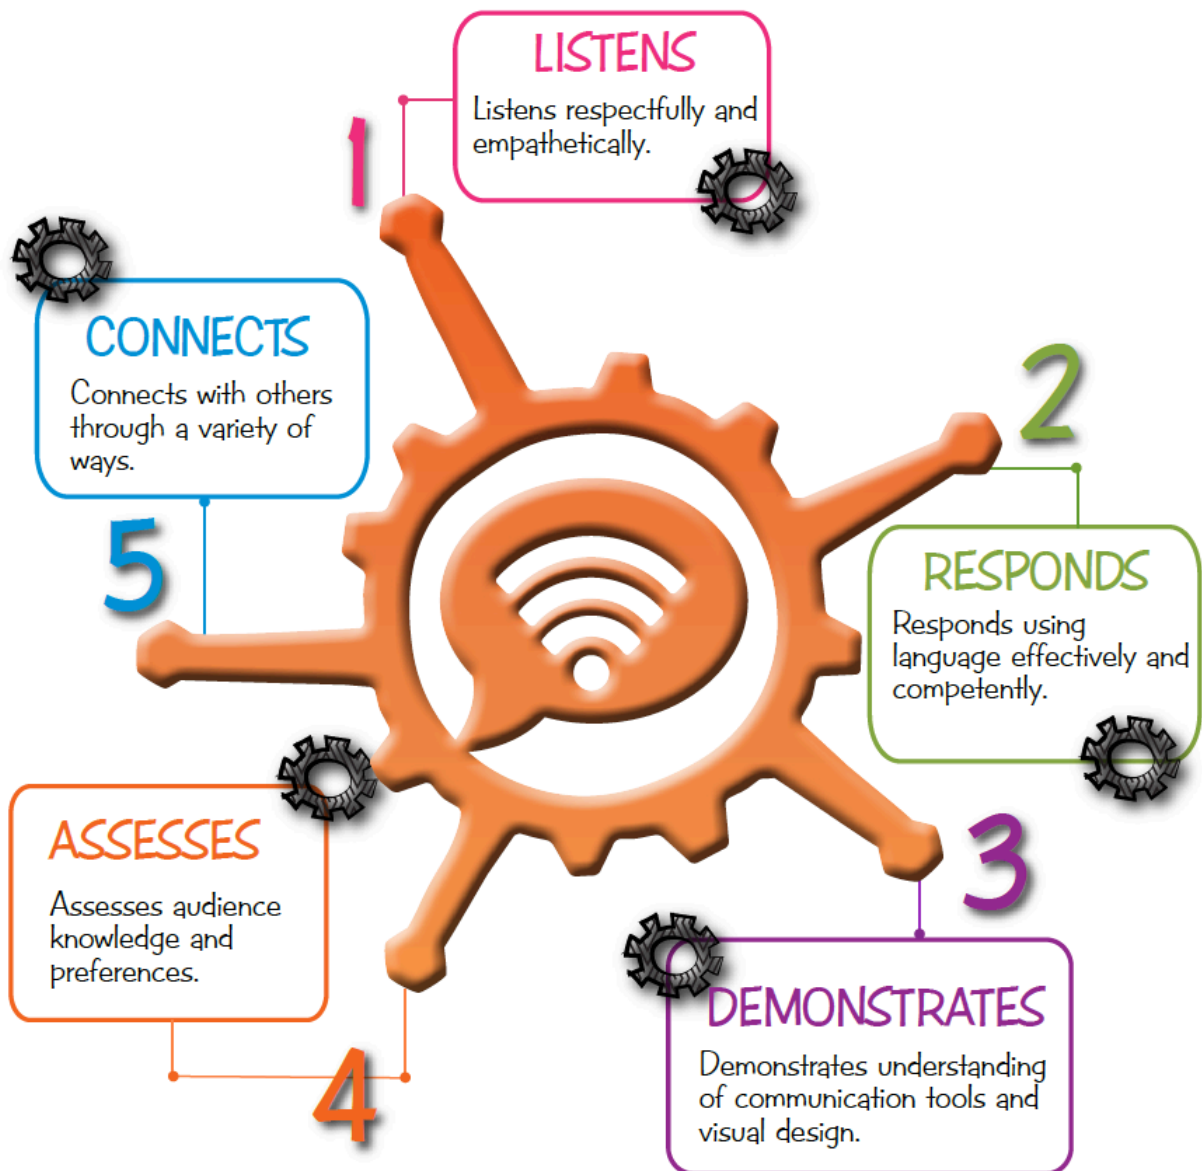 1
LISTENS
Listens respectfully and
empathetically.
2
RESPONDS
Responds using
language effectively and
competently.
3
DEMONSTRATES
Demonstrates understanding
of communication tools and
visual design.
4
ASSESSES
Assesses audience
knowledge and
preferences.
5
CONNECTS
Connects with others
through a variety of
ways.